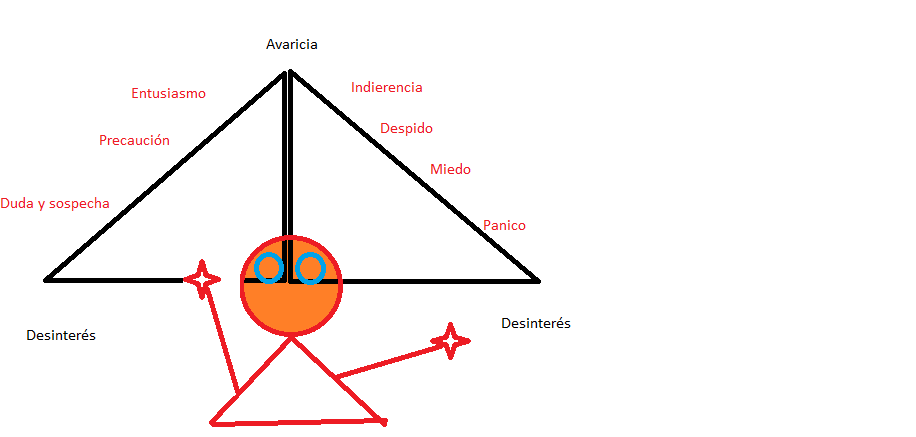 Avaricia
Entusiasmo
Indierencia
Despido
Precaución
Miedo
Duda y sospecha
Panico
Desinterés
Desinterés